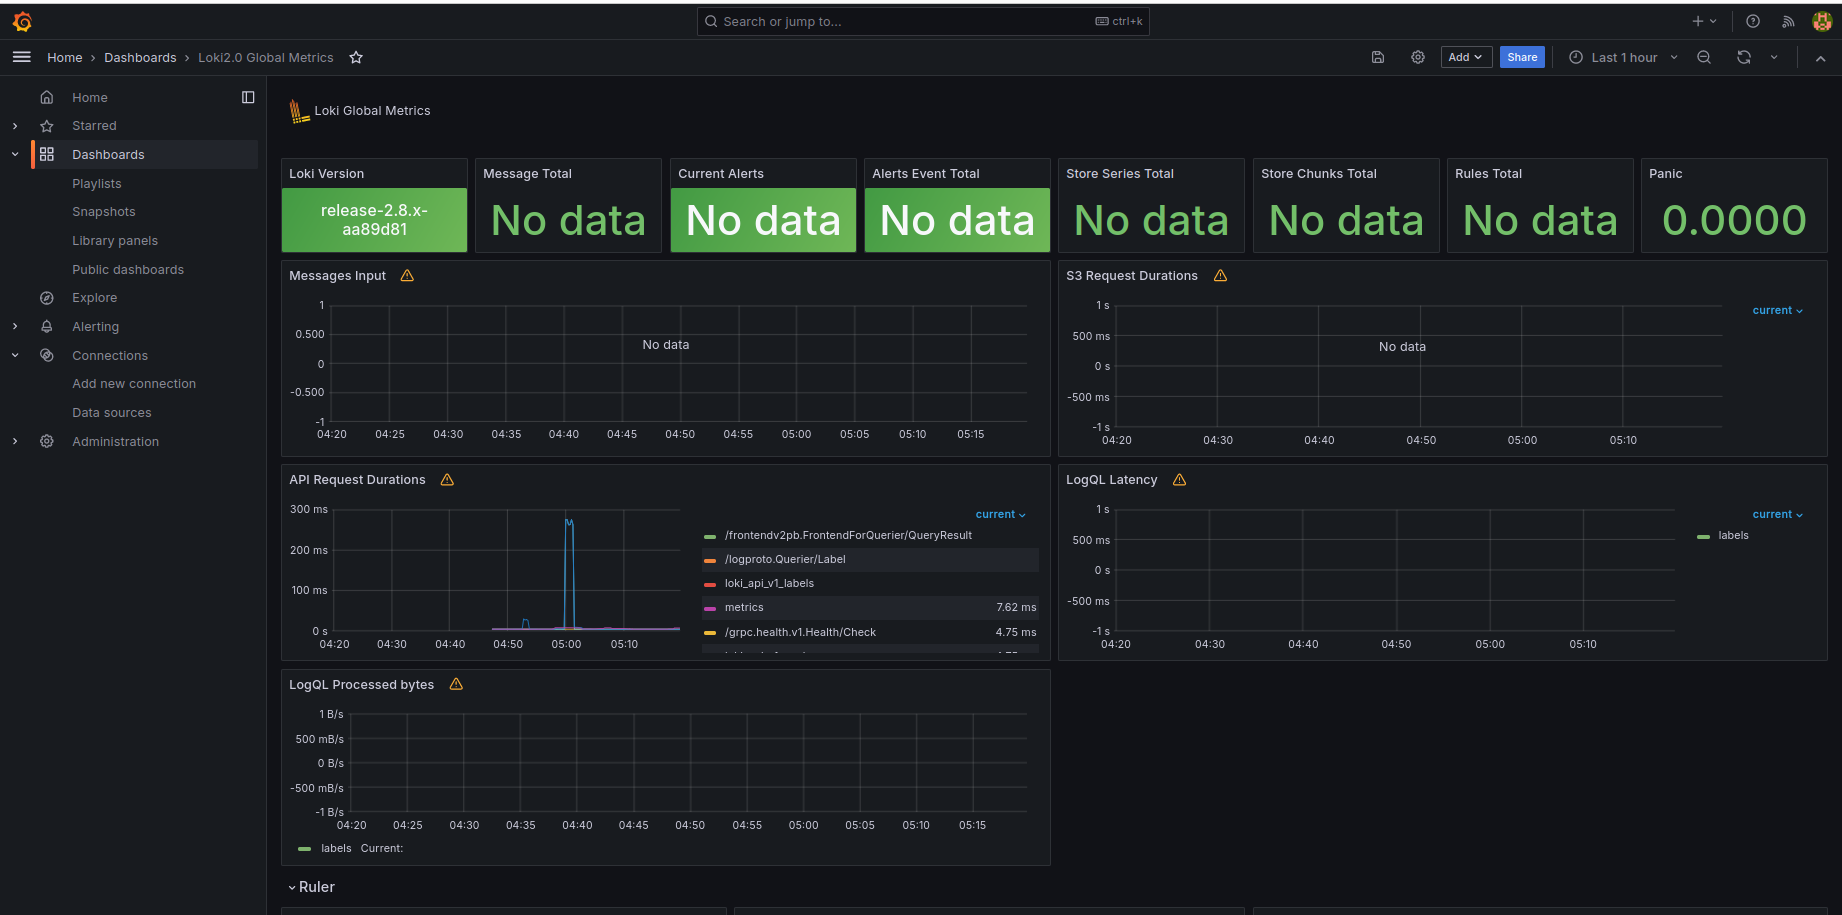 Search or jump to...
ctrl+k
Home
Dashboards
Loki2.0 Global Metrics
Add
Share
Last 1 hour
Home
Starred
Dashboards
Playlists
Snapshots
Library panels
Public dashboards
Explore
Alerting
Connections
Add new connection
Data sources
Administration
Loki Global Metrics
Loki Version
release-2.8.x-
aa89d81
Message Total
No data
Current Alerts
No data
Alerts Event Total
No data
Store Series Total
No data
Store Chunks Total
No data
Rules Total
No data
Panic
0.0000
Messages Input
1
0.500
0
-0.500
-1
No data
04:20 04:25 04:30 04:35 04:40 04:45 04:50 04:55 05:00 05:05 05:10 05:15
S3 Request Durations
1 s
500 ms
0 s
-500 ms
-1 s
No data
current
04:20 04:30 04:40 04:50 05:00 05:10
API Request Durations
300 ms
200 ms
100 ms
0 s
04:20 04:30 04:40 04:50 05:00 05:10
current
/frontendv2pb.FrontendForQuerier/QueryResult
/logproto.Querier/Label
loki_api_v1_labels
metrics 7.62 ms
/grpc.health.v1.Health/Check 4.75 ms
LogQL Latency
1 s
500 ms
0 s
-500 ms
-1 s
04:20 04:30 04:40 04:50 05:00 05:10
current
labels
LogQL Processed bytes
1 B/s
500 mB/s
0 B/s
-500 mB/s
-1 B/s
04:20 04:25 04:30 04:35 04:40 04:45 04:50 04:55 05:00 05:05 05:10 05:15
labels Current:
Ruler